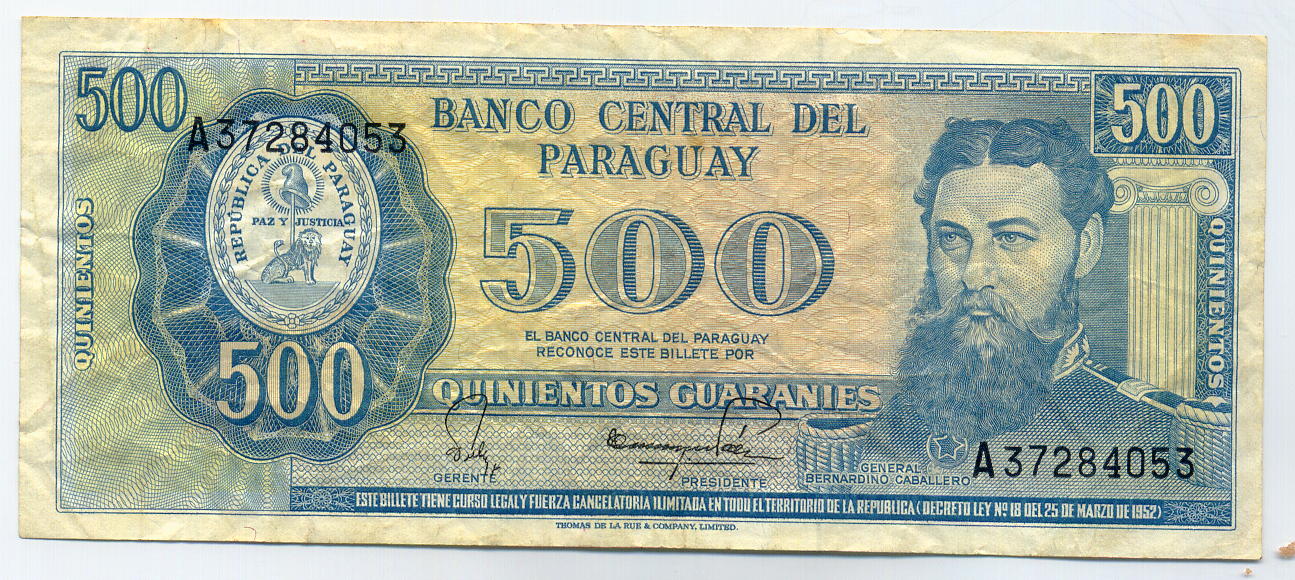 500
A37284053
BANCO CENTRAL DEL
PARAGUAY
500
REPÚBLICA DEL PARAGUAY
PAZ Y JUSTICIA
500
QUINIENTOS
500
QUINIENTOS
EL BANCO CENTRAL DEL PARAGUAY
RECONOCE ESTE BILLETE POR
500
QUINIENTOS GUARANIES
GERENTE
PRESIDENTE
GENERAL
BERNARDINO CABALLERO
A37284053
ESTE BILLETE TIENE CURSO LEGAL Y FUERZA CANCELATORIA ILIMITADA EN TODO EL TERRITORIO DE LA REPUBLICA (DECRETO LEY Nº 18 DEL 25 DE MARZO DE 1952)
THOMAS DE LA RUE & COMPANY, LIMITED.